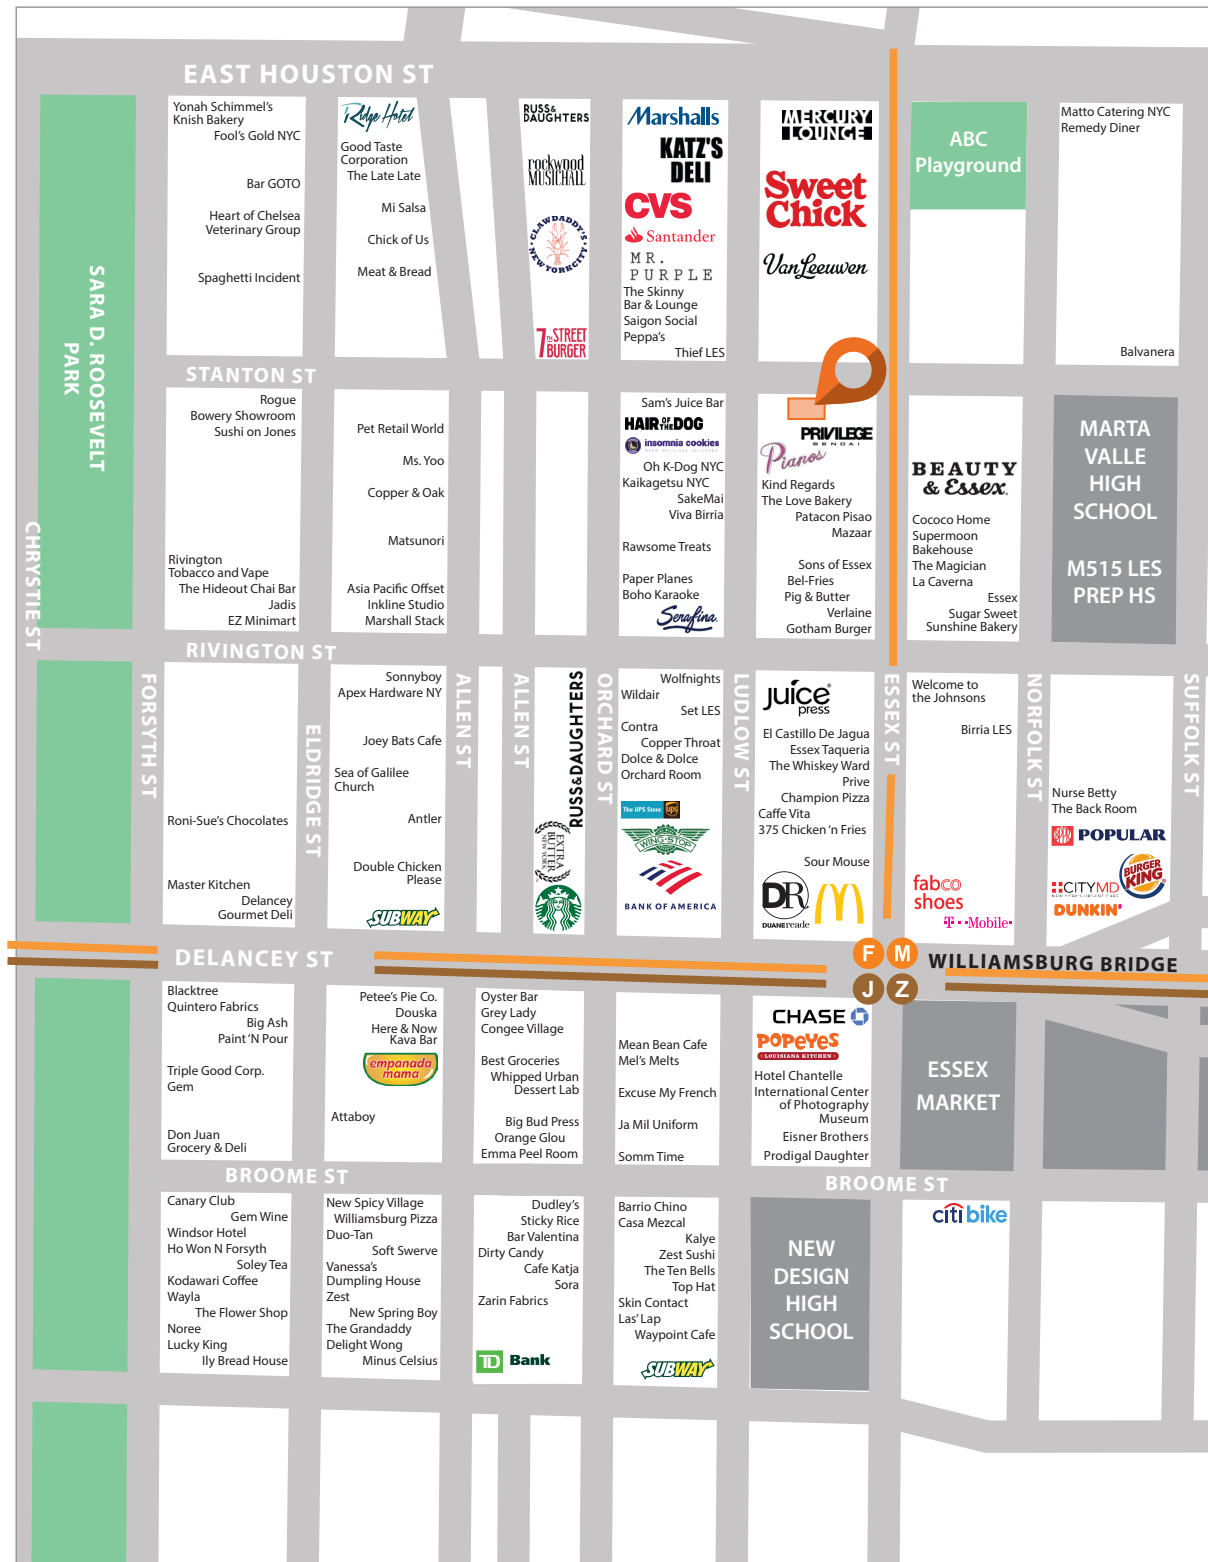 EAST HOUSTON ST
Yonah Schimmel's
Knish Bakery
Fool's Gold NYC
Bar GOTO
Heart of Chelsea
Veterinary Group
Spaghetti Incident
Ridge Hotel
Good Taste
Corporation
The Late Late
Mi Salsa
Chick of Us
Meat & Bread
RUSS&
DAUGHTERS
rockwood
MUSIC HALL
CLAWDADDY'S
NEW YORK CITY
7TH STREET
BURGER
Marshalls
KATZ'S
DELI
CVS
Santander
MR.
PURPLE
The Skinny
Bar & Lounge
Saigon Social
Peppa's
Thief LES
MERCURY
LOUNGE
Sweet
Chick
Van Leeuwen
ABC
Playground
Matto Catering NYC
Remedy Diner
Balvanera
SARA D. ROOSEVELT
PARK
STANTON ST
Rogue
Bowery Showroom
Sushi on Jones
Rivington
Tobacco and Vape
The Hideout Chai Bar
Jadis
EZ Minimart
Pet Retail World
Ms. Yoo
Copper & Oak
Matsunori
Asia Pacific Offset
Inkline Studio
Marshall Stack
Sam's Juice Bar
HAIR OF THE DOG
insomnia cookies
Oh K-Dog NYC
Kaikagetsu NYC
SakeMai
Viva Birria
Rawsome Treats
Paper Planes
Boho Karaoke
Serafina.
PRIVILEGE
SENDAI
Pianos
Kind Regards
The Love Bakery
Patacon Pisao
Mazaar
Sons of Essex
Bel-Fries
Pig & Butter
Verlaine
Gotham Burger
BEAUTY
& Essex.
Cococo Home
Supermoon
Bakehouse
The Magician
La Caverna
Essex
Sugar Sweet
Sunshine Bakery
MARTA
VALLE
HIGH
SCHOOL
M515 LES
PREP HS
CHRYSTIE ST
RIVINGTON ST
FORSYTH ST
ELDRIDGE ST
ALLEN ST
ALLEN ST
ORCHARD ST
LUDLOW ST
ESSEX ST
NORFOLK ST
SUFFOLK ST
Roni-Sue's Chocolates
Master Kitchen
Delancey
Gourmet Deli
Sonnyboy
Apex Hardware NY
Joey Bats Cafe
Sea of Galilee
Church
Antler
Double Chicken
Please
SUBWAY
RUSS&DAUGHTERS
EXTRA
BUTTER
NEW YORK
Wolfnights
Wildair
Set LES
Contra
Copper Throat
Dolce & Dolce
Orchard Room
The UPS Store
ups
WING-STOP
BANK OF AMERICA
juice
press
El Castillo De Jagua
Essex Taqueria
The Whiskey Ward
Prive
Champion Pizza
Caffe Vita
375 Chicken 'n Fries
Sour Mouse
DR
DUANEreade
Welcome to
the Johnsons
Birria LES
fabco
shoes
T-Mobile
Nurse Betty
The Back Room
POPULAR
BURGER
KING
CITYMD
DUNKIN'
DELANCEY ST
F
M
J
Z
WILLIAMSBURG BRIDGE
Blacktree
Quintero Fabrics
Big Ash
Paint 'N Pour
Triple Good Corp.
Gem
Don Juan
Grocery & Deli
Petee's Pie Co.
Douska
Here & Now
Kava Bar
empanada
mama
Attaboy
Oyster Bar
Grey Lady
Congee Village
Best Groceries
Whipped Urban
Dessert Lab
Big Bud Press
Orange Glou
Emma Peel Room
Mean Bean Cafe
Mel's Melts
Excuse My French
Ja Mil Uniform
Somm Time
CHASE
POPEYES
LOUISIANA KITCHEN
Hotel Chantelle
International Center
of Photography
Museum
Eisner Brothers
Prodigal Daughter
ESSEX
MARKET
BROOME ST
BROOME ST
Canary Club
Gem Wine
Windsor Hotel
Ho Won N Forsyth
Soley Tea
Kodawari Coffee
Wayla
The Flower Shop
Noree
Lucky King
Ily Bread House
New Spicy Village
Williamsburg Pizza
Duo-Tan
Soft Swerve
Vanessa's
Dumpling House
Zest
New Spring Boy
The Grandaddy
Delight Wong
Minus Celsius
Dudley's
Sticky Rice
Bar Valentina
Dirty Candy
Cafe Katja
Sora
Zarin Fabrics
TD Bank
Barrio Chino
Casa Mezcal
Kalye
Zest Sushi
The Ten Bells
Top Hat
Skin Contact
Las' Lap
Waypoint Cafe
SUBWAY
NEW
DESIGN
HIGH
SCHOOL
citi bike